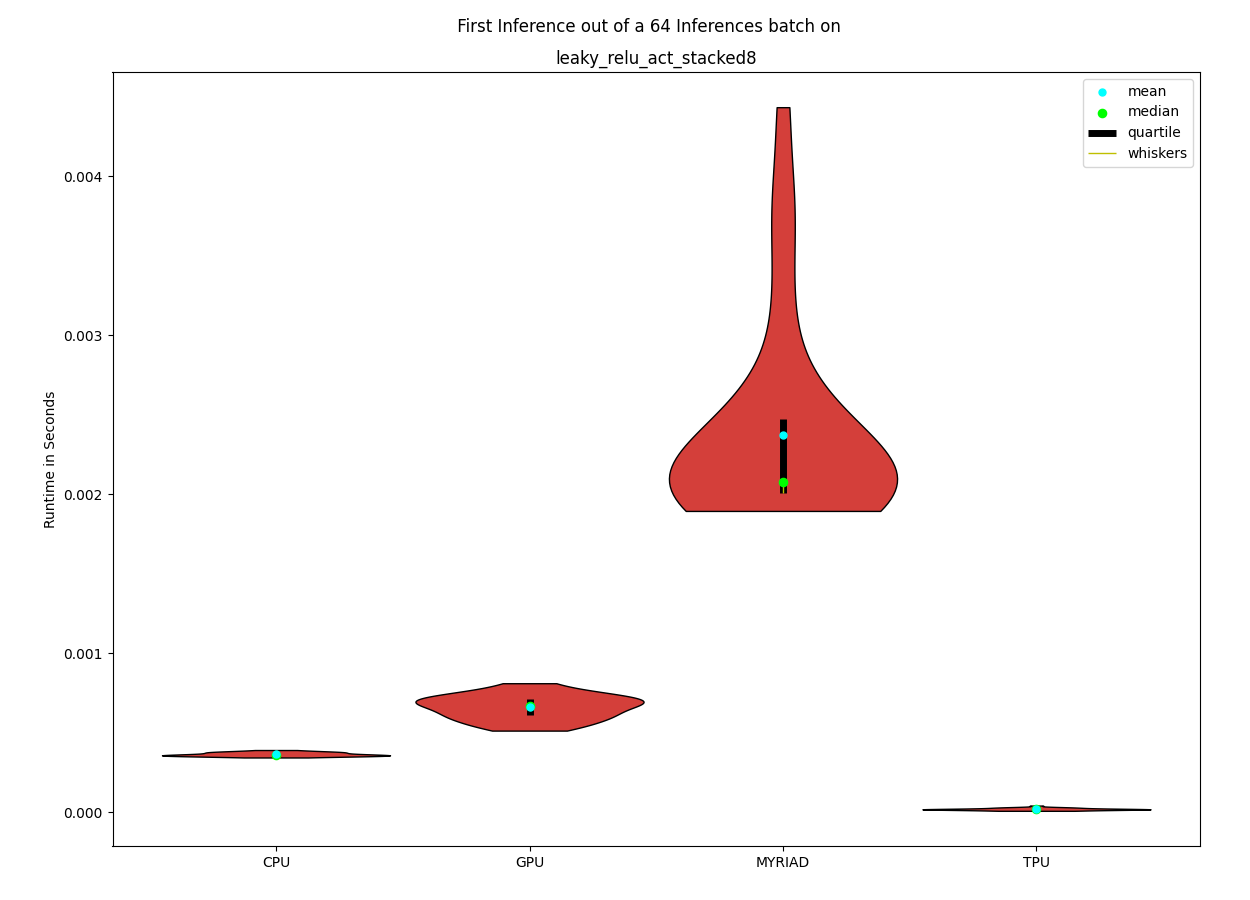 First Inference out of a 64 Inferences batch on
leaky_relu_act_stacked8
mean
median
quartile
whiskers
Runtime in Seconds
0.004
0.003
0.002
0.001
0.000
CPU GPU MYRIAD TPU